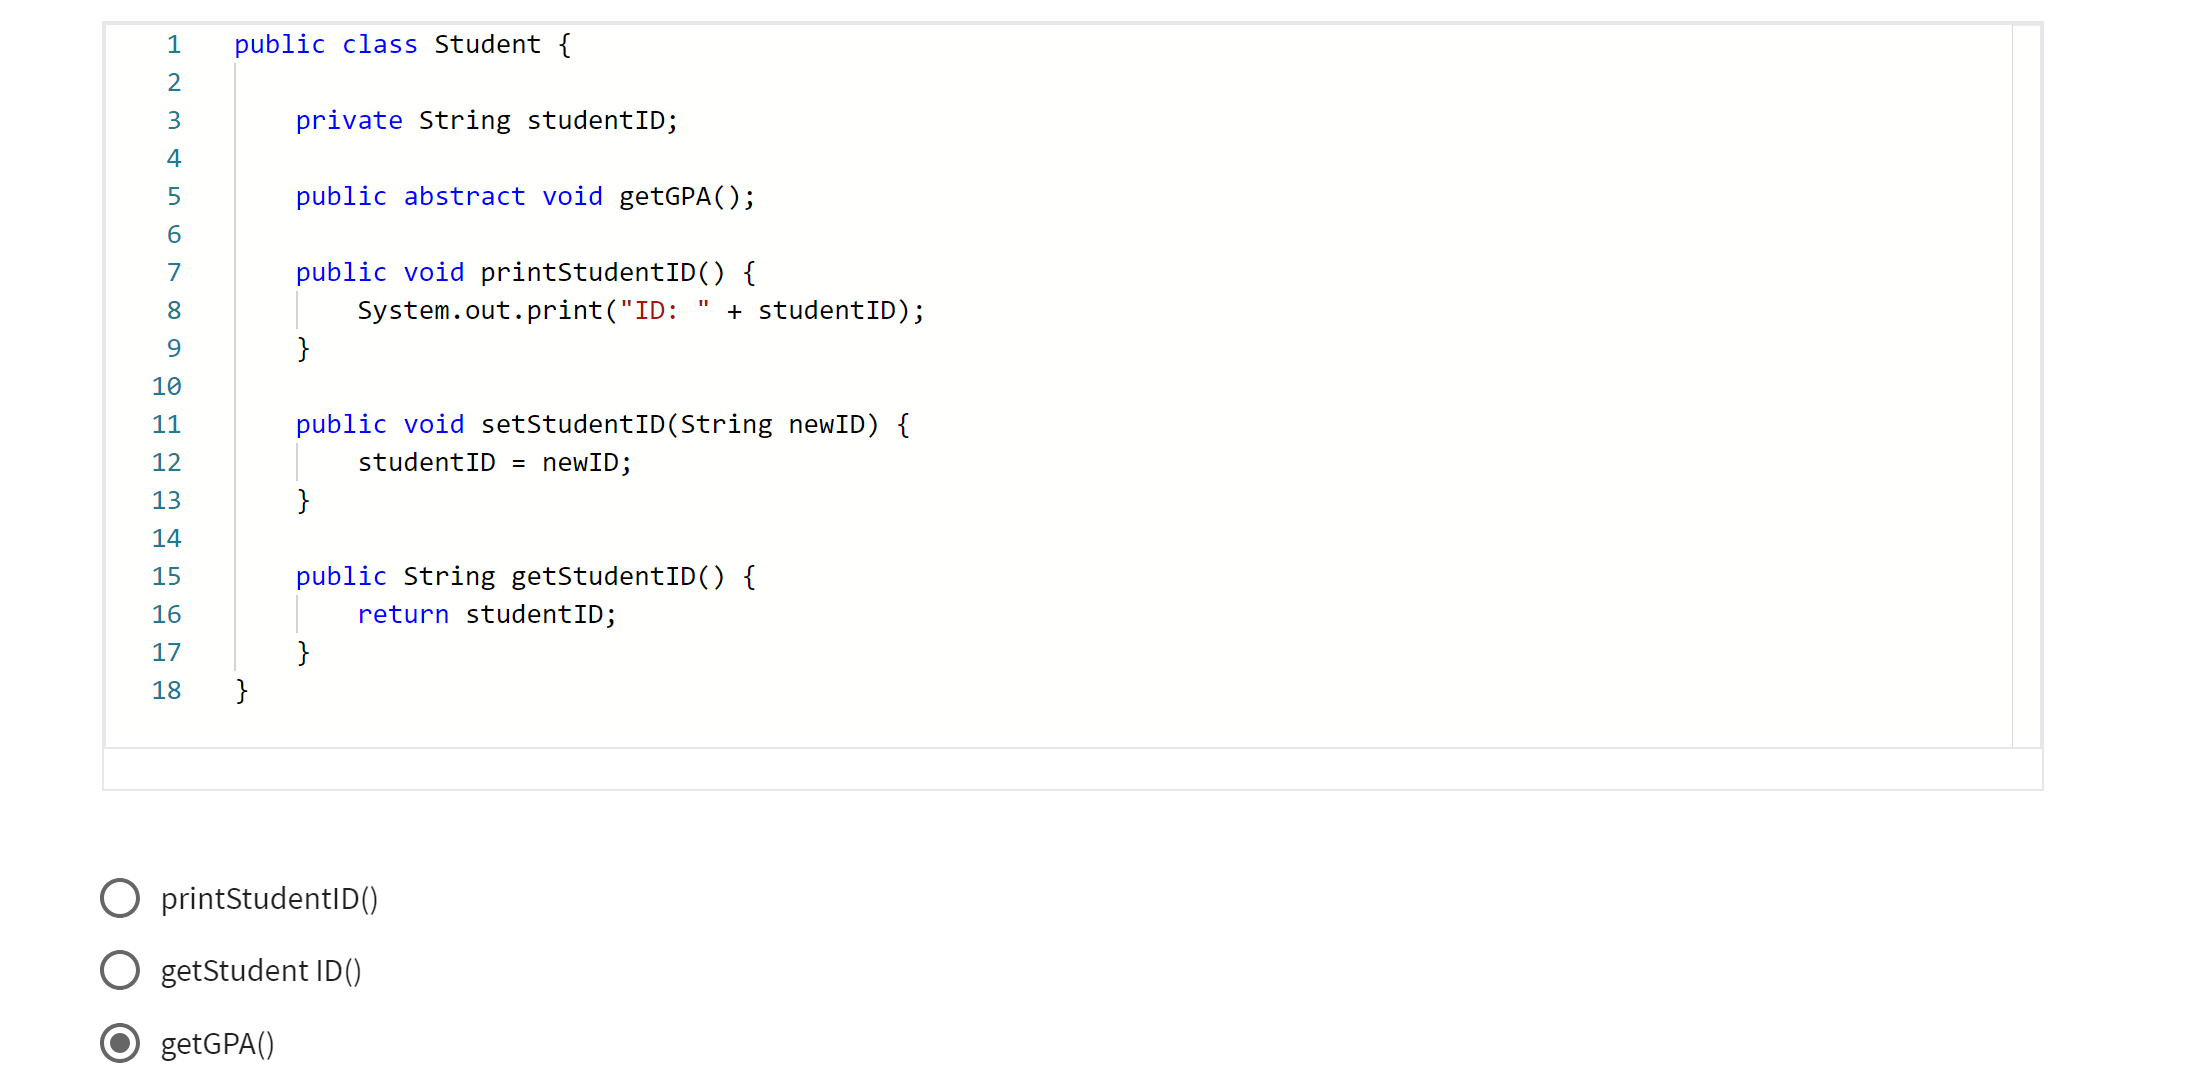 1 public class Student {
2
3 private String studentID;
4
5 public abstract void getGPA();
6
7 public void printStudentID() {
8 System.out.print("ID: " + studentID);
9 }
10
11 public void setStudentID(String newID) {
12 studentID = newID;
13 }
14
15 public String getStudentID() {
16 return studentID;
17 }
18 }
printStudentID()
getStudent ID()
getGPA()